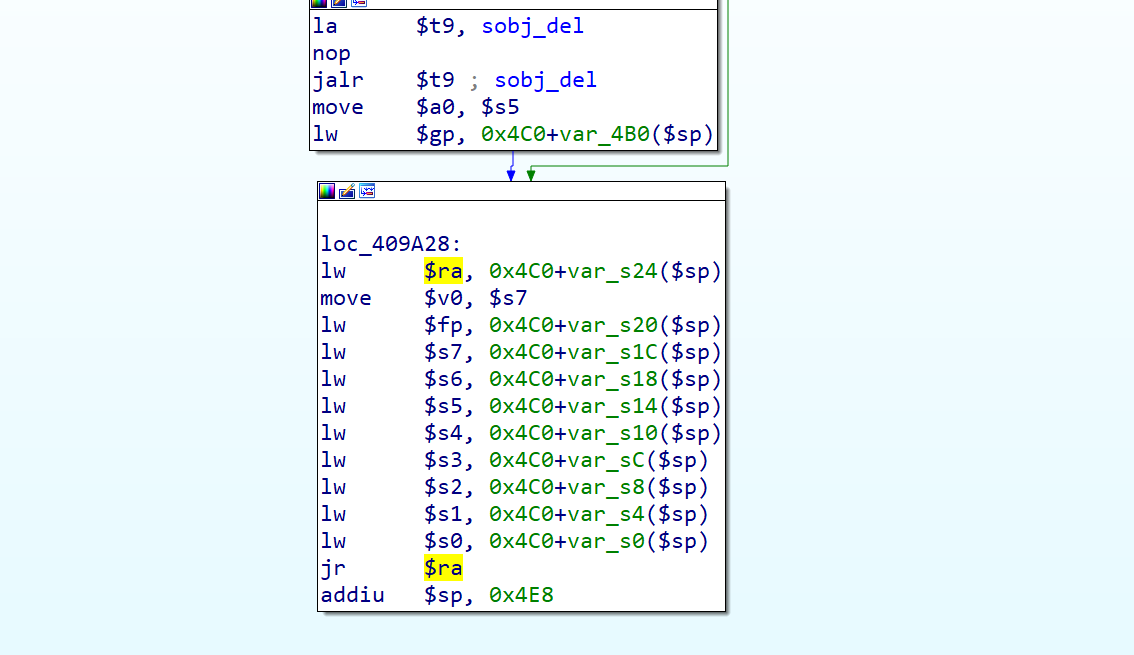 la $t9, sobj_del
nop
jalr $t9 ; sobj_del
move $a0, $s5
lw $gp, 0x4C0+var_4B0($sp)
loc_409A28:
lw $ra, 0x4C0+var_s24($sp)
move $v0, $s7
lw $fp, 0x4C0+var_s20($sp)
lw $s7, 0x4C0+var_s1C($sp)
lw $s6, 0x4C0+var_s18($sp)
lw $s5, 0x4C0+var_s14($sp)
lw $s4, 0x4C0+var_s10($sp)
lw $s3, 0x4C0+var_sC($sp)
lw $s2, 0x4C0+var_s8($sp)
lw $s1, 0x4C0+var_s4($sp)
lw $s0, 0x4C0+var_s0($sp)
jr $ra
addiu $sp, 0x4E8